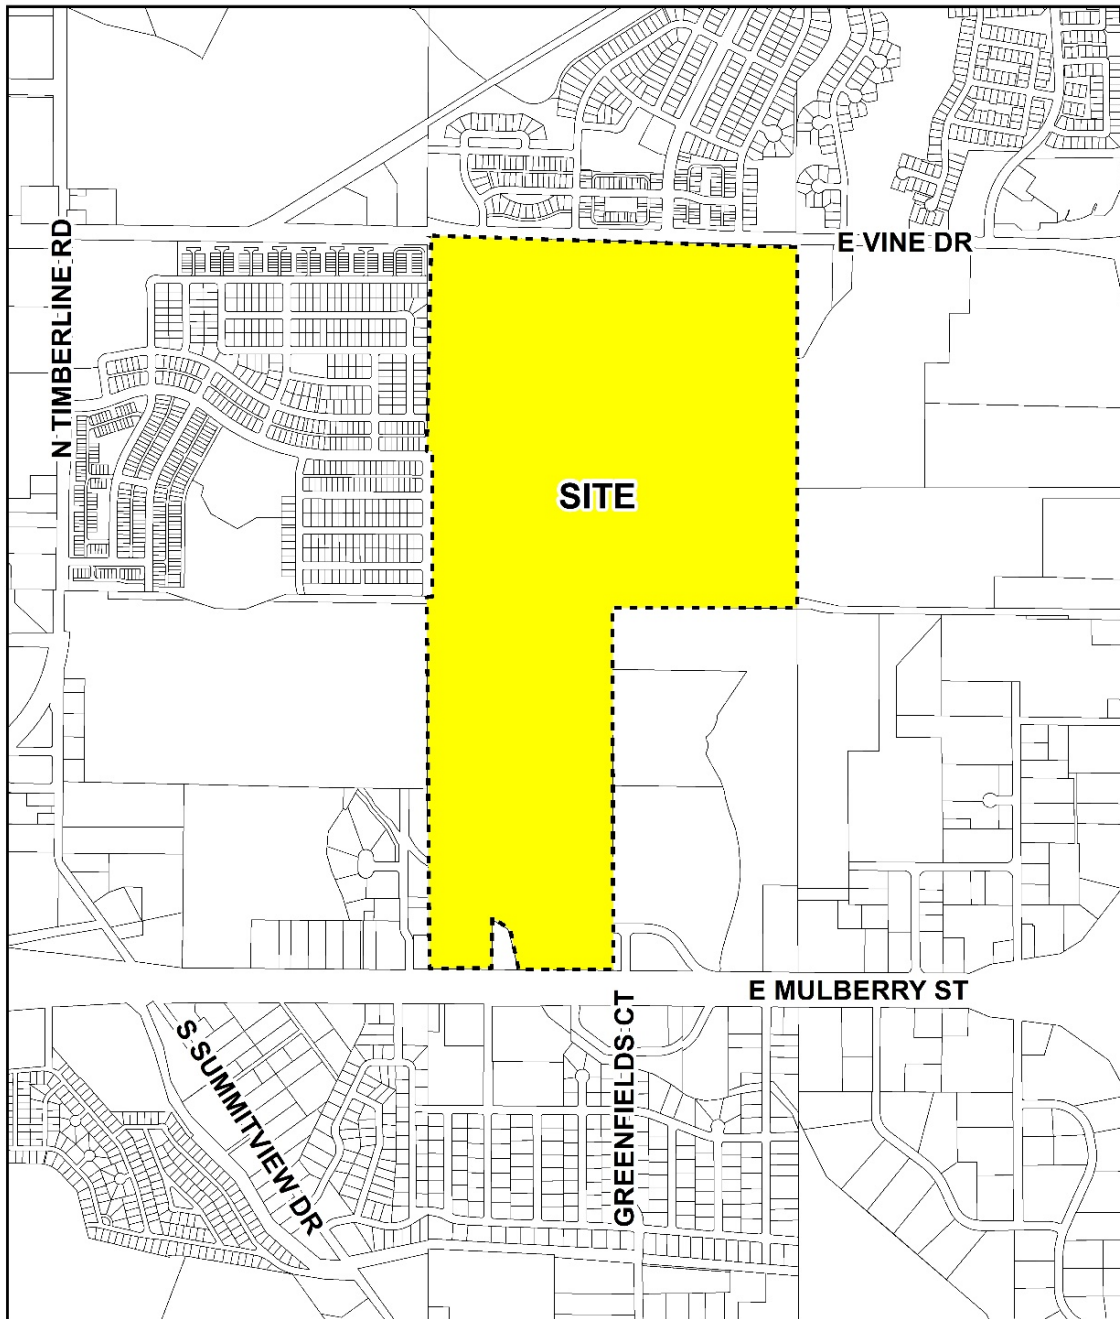 E VINE DR
N TIMBERLINE RD
SITE
E MULBERRY ST
S SUMMITVIEW DR
GREENFIELDS CT